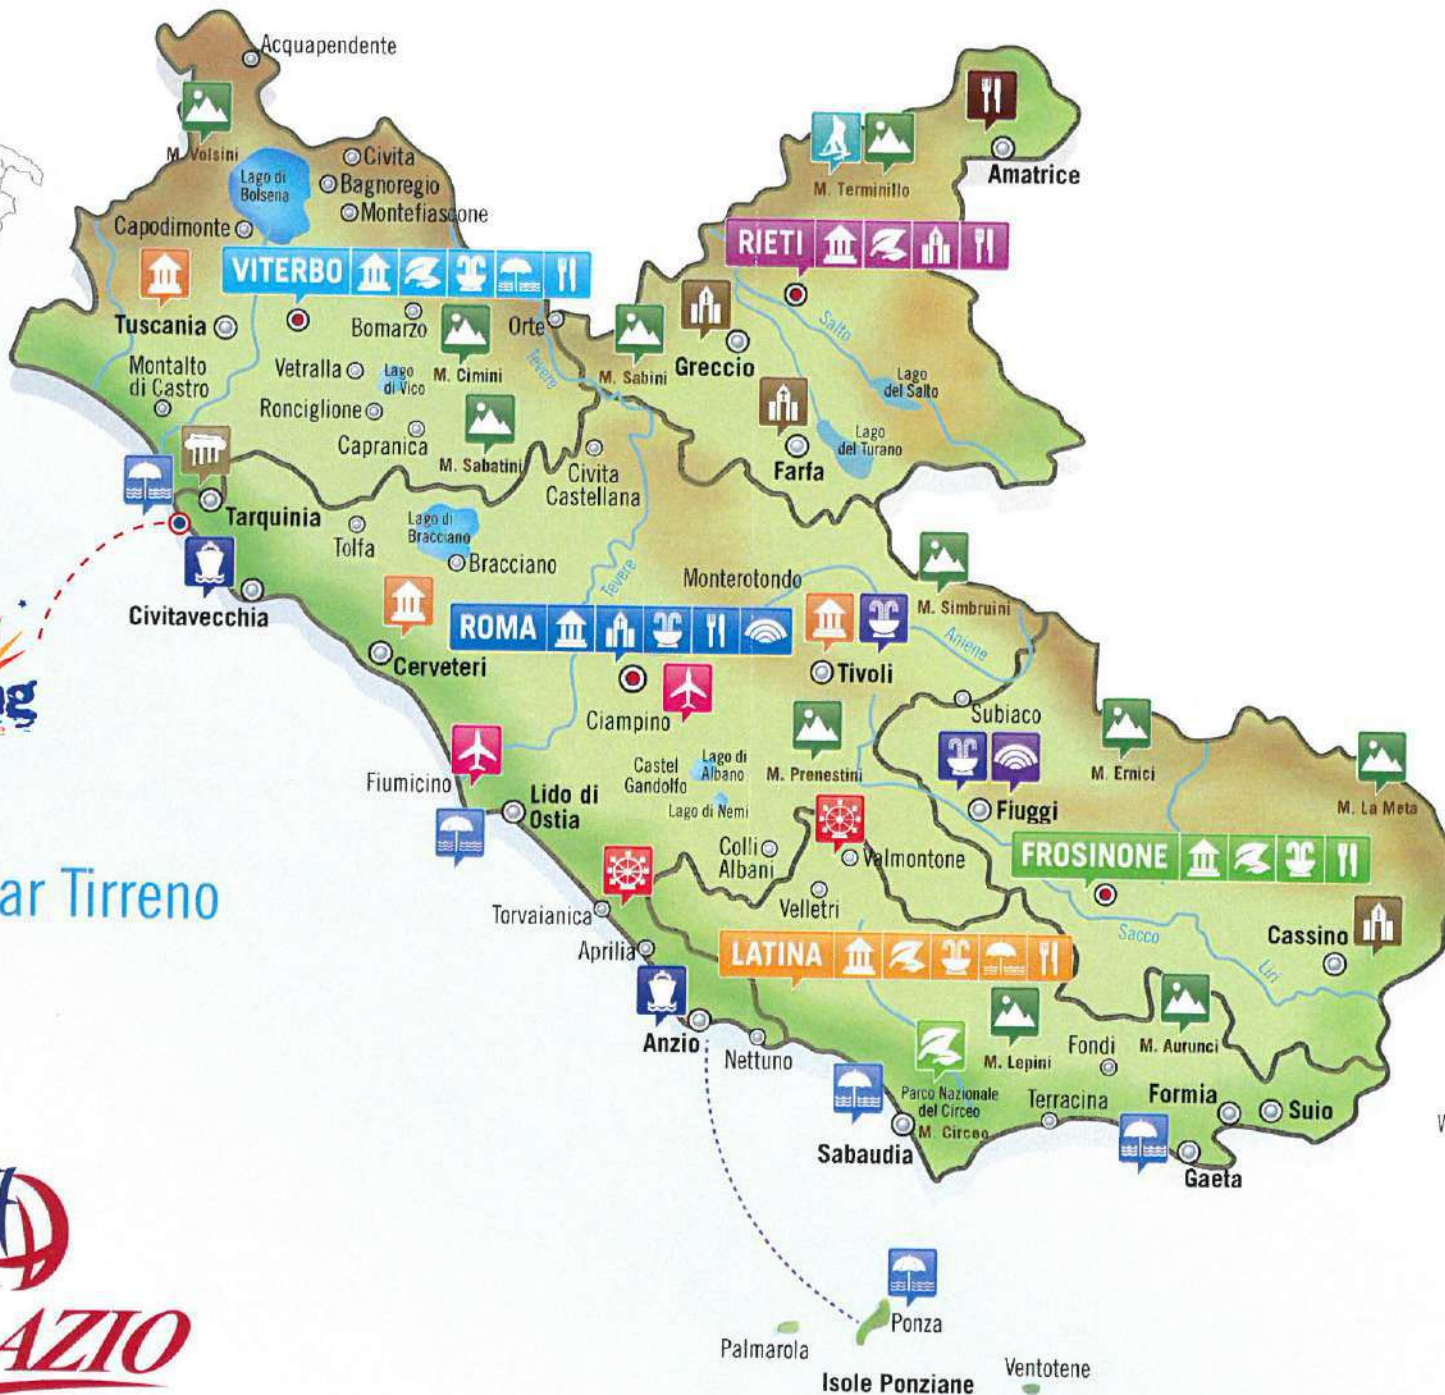 Acquapendente
M. Volsini
Civita
Lago di
Bolsena
Bagnoregio
Montefiascone
Capodimonte
VITERBO
Tuscania
Bomarzo
Orte
Montalto
di Castro
Vetralla
Lago
di Vico
M. Cimini
Tevere
Ronciglione
Capranica
M. Sabatini
Civita
Castellana
Amatrice
M. Terminillo
RIETI
M. Sabini
Greccio
Salto
Lago
del Salto
Farfa
Lago
del Turano
Tarquinia
Tolfa
Lago di
Bracciano
Bracciano
Civitavecchia
Tevere
Monterotondo
M. Simbruini
ROMA
Aniene
Cerveteri
Tivoli
Ciampino
Subiaco
Fiumicino
Castel
Gandolfo
Lago di
Albano
M. Prenestini
M. Ernici
M. La Meta
Lido di
Ostia
Lago di Nemi
Fiuggi
Colli
Albani
Valmontone
FROSINONE
ar Tirreno
Torvaianica
Velletri
Sacco
Cassino
Aprilia
LATINA
Liri
Anzio
Nettuno
M. Lepini
Fondi
M. Aurunci
Parco Nazionale
del Circeo
M. Circeo
Terracina
Formia
Suio
Sabaudia
Gaeta
AZIO
Ponza
Palmarola
Ventotene
Isole Ponziane